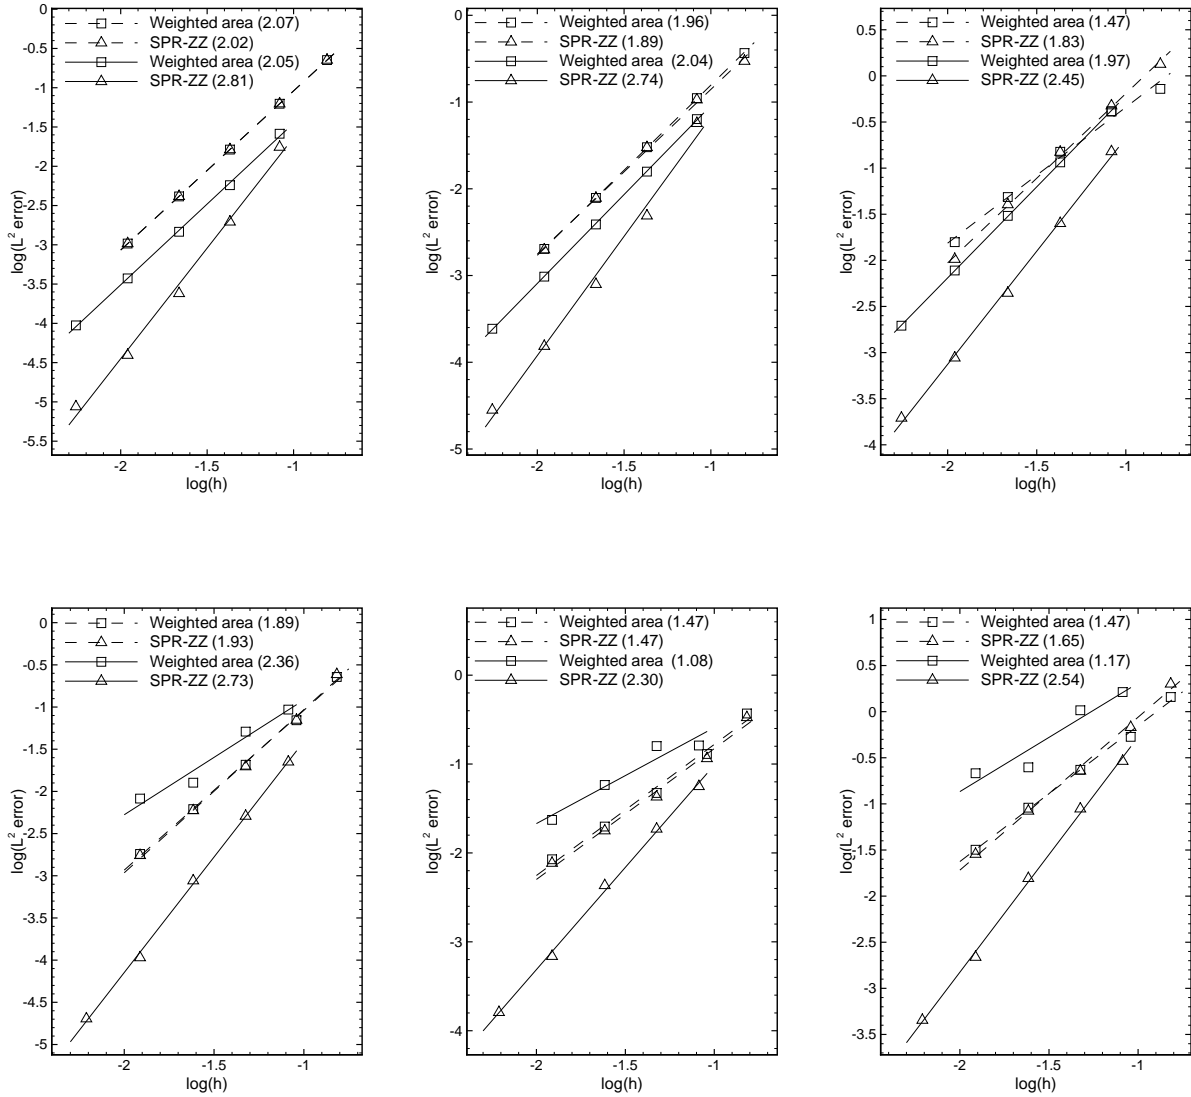 Weighted area (2.07)
SPR-ZZ (2.02)
Weighted area (2.05)
SPR-ZZ (2.81)
0
-0.5
-1
-1.5
-2
-2.5
-3
-3.5
-4
-4.5
-5
-5.5
log(L² error)
-2 -1.5 -1
log(h)
Weighted area (1.96)
SPR-ZZ (1.89)
Weighted area (2.04)
SPR-ZZ (2.74)
0
-1
-2
-3
-4
-5
log(L² error)
-2 -1.5 -1
log(h)
Weighted area (1.47)
SPR-ZZ (1.83)
Weighted area (1.97)
SPR-ZZ (2.45)
0.5
0
-0.5
-1
-1.5
-2
-2.5
-3
-3.5
-4
log(L² error)
-2 -1.5 -1
log(h)
Weighted area (1.89)
SPR-ZZ (1.93)
Weighted area (2.36)
SPR-ZZ (2.73)
0
-0.5
-1
-1.5
-2
-2.5
-3
-3.5
-4
-4.5
-5
log(L² error)
-2 -1.5 -1
log(h)
Weighted area (1.47)
SPR-ZZ (1.47)
Weighted area (1.08)
SPR-ZZ (2.30)
0
-1
-2
-3
-4
log(L² error)
-2 -1.5 -1
log(h)
Weighted area (1.47)
SPR-ZZ (1.65)
Weighted area (1.17)
SPR-ZZ (2.54)
1
0.5
0
-0.5
-1
-1.5
-2
-2.5
-3
-3.5
log(L² error)
-2 -1.5 -1
log(h)